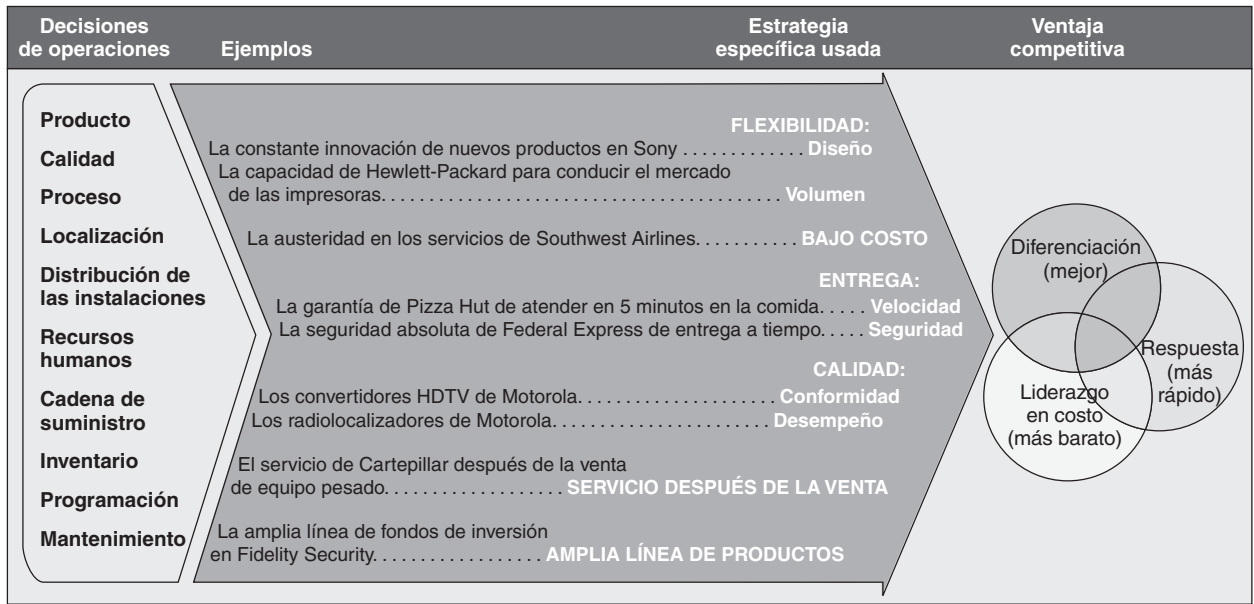 Decisiones
de operaciones
Ejemplos
Estrategia
específica usada
Ventaja
competitiva
Producto
Calidad
Proceso
Localización
Distribución de
las instalaciones
Recursos
humanos
Cadena de
suministro
Inventario
Programación
Mantenimiento
FLEXIBILIDAD:
La constante innovación de nuevos productos en Sony . . . . . . . . . . . . . Diseño
La capacidad de Hewlett-Packard para conducir el mercado
de las impresoras. . . . . . . . . . . . . . . . . . . . . . . . . . . . . . . . . . . . . . . . . . Volumen
La austeridad en los servicios de Southwest Airlines. . . . . . . . . . . BAJO COSTO
ENTREGA:
La garantía de Pizza Hut de atender en 5 minutos en la comida. . . . . Velocidad
La seguridad absoluta de Federal Express de entrega a tiempo. . . . . Seguridad
CALIDAD:
Los convertidores HDTV de Motorola. . . . . . . . . . . . . . . . . . . . . Conformidad
Los radiolocalizadores de Motorola. . . . . . . . . . . . . . . . . . . . . . . Desempeño
El servicio de Cartepillar después de la venta
de equipo pesado. . . . . . . . . . . . . . . . . . . SERVICIO DESPUÉS DE LA VENTA
La amplia línea de fondos de inversión
en Fidelity Security. . . . . . . . . . . . . . . . . . AMPLIA LÍNEA DE PRODUCTOS
Diferenciación
(mejor)
Respuesta
(más
rápido)
Liderazgo
en costo
(más barato)